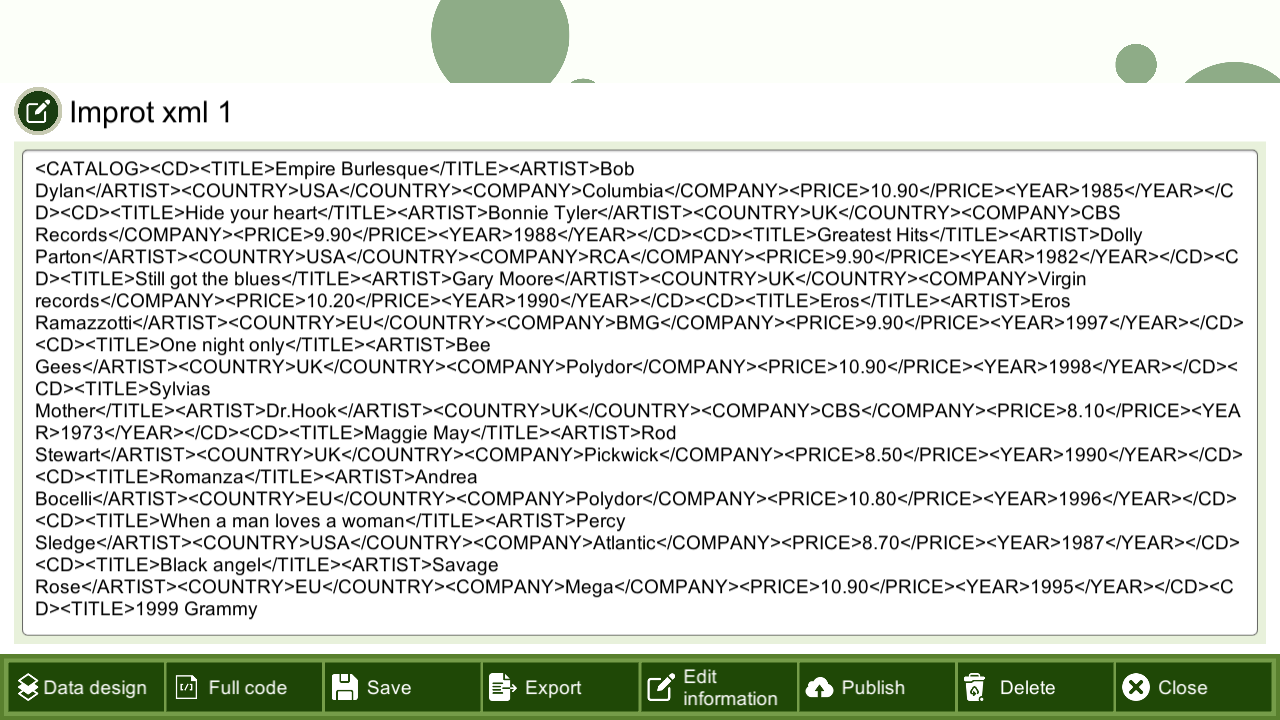 Improt xml 1
<CATALOG><CD><TITLE>Empire Burlesque</TITLE><ARTIST>Bob
Dylan</ARTIST><COUNTRY>USA</COUNTRY><COMPANY>Columbia</COMPANY><PRICE>10.90</PRICE><YEAR>1985</YEAR></C
D><CD><TITLE>Hide your heart</TITLE><ARTIST>Bonnie Tyler</ARTIST><COUNTRY>UK</COUNTRY><COMPANY>CBS
Records</COMPANY><PRICE>9.90</PRICE><YEAR>1988</YEAR></CD><CD><TITLE>Greatest Hits</TITLE><ARTIST>Dolly
Parton</ARTIST><COUNTRY>USA</COUNTRY><COMPANY>RCA</COMPANY><PRICE>9.90</PRICE><YEAR>1982</YEAR></CD><C
D><TITLE>Still got the blues</TITLE><ARTIST>Gary Moore</ARTIST><COUNTRY>UK</COUNTRY><COMPANY>Virgin
records</COMPANY><PRICE>10.20</PRICE><YEAR>1990</YEAR></CD><CD><TITLE>Eros</TITLE><ARTIST>Eros
Ramazzotti</ARTIST><COUNTRY>EU</COUNTRY><COMPANY>BMG</COMPANY><PRICE>9.90</PRICE><YEAR>1997</YEAR></CD>
<CD><TITLE>One night only</TITLE><ARTIST>Bee
Gees</ARTIST><COUNTRY>UK</COUNTRY><COMPANY>Polydor</COMPANY><PRICE>10.90</PRICE><YEAR>1998</YEAR></CD><
CD><TITLE>Sylvias
Mother</TITLE><ARTIST>Dr.Hook</ARTIST><COUNTRY>UK</COUNTRY><COMPANY>CBS</COMPANY><PRICE>8.10</PRICE><YEA
R>1973</YEAR></CD><CD><TITLE>Maggie May</TITLE><ARTIST>Rod
Stewart</ARTIST><COUNTRY>UK</COUNTRY><COMPANY>Pickwick</COMPANY><PRICE>8.50</PRICE><YEAR>1990</YEAR></CD>
<CD><TITLE>Romanza</TITLE><ARTIST>Andrea
Bocelli</ARTIST><COUNTRY>EU</COUNTRY><COMPANY>Polydor</COMPANY><PRICE>10.80</PRICE><YEAR>1996</YEAR></CD>
<CD><TITLE>When a man loves a woman</TITLE><ARTIST>Percy
Sledge</ARTIST><COUNTRY>USA</COUNTRY><COMPANY>Atlantic</COMPANY><PRICE>8.70</PRICE><YEAR>1987</YEAR></CD>
<CD><TITLE>Black angel</TITLE><ARTIST>Savage
Rose</ARTIST><COUNTRY>EU</COUNTRY><COMPANY>Mega</COMPANY><PRICE>10.90</PRICE><YEAR>1995</YEAR></CD><C
D><TITLE>1999 Grammy
Data design
Full code
Save
Export
Edit
information
Publish
Delete
Close